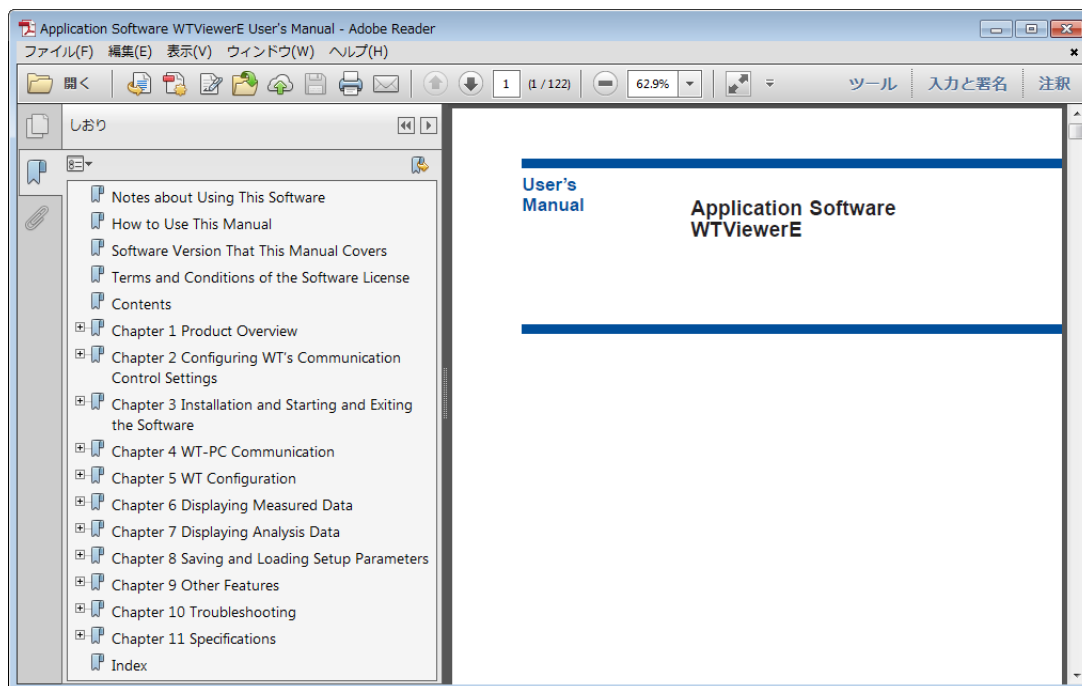 Application Software WTViewerE User's Manual - Adobe Reader
ファイル(F) 編集(E) 表示(V) ウィンドウ(W) ヘルプ(H)
開く 1 (1 / 122) 62.9% ツール 入力と署名 注釈
しおり
Notes about Using This Software
How to Use This Manual
Software Version That This Manual Covers
Terms and Conditions of the Software License
Contents
Chapter 1 Product Overview
Chapter 2 Configuring WT's Communication
Control Settings
Chapter 3 Installation and Starting and Exiting
the Software
Chapter 4 WT-PC Communication
Chapter 5 WT Configuration
Chapter 6 Displaying Measured Data
Chapter 7 Displaying Analysis Data
Chapter 8 Saving and Loading Setup Parameters
Chapter 9 Other Features
Chapter 10 Troubleshooting
Chapter 11 Specifications
Index
User's
Manual
Application Software
WTViewerE